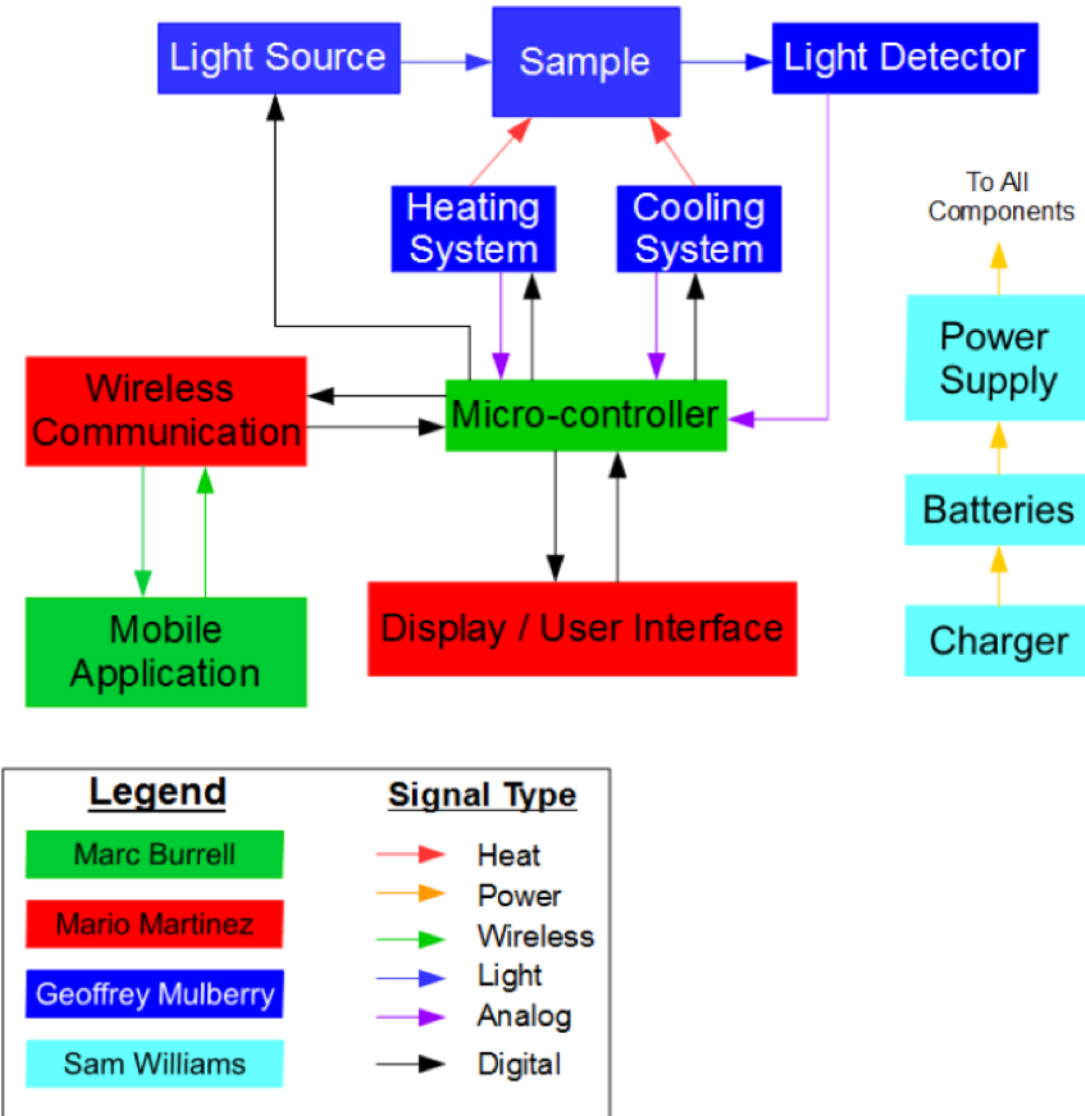 Light Source
Sample
Light Detector
Heating
System
Cooling
System
To All
Components
Power
Supply
Wireless
Communication
Micro-controller
Batteries
Mobile
Application
Display / User Interface
Charger
Legend
Marc Burrell
Mario Martinez
Geoffrey Mulberry
Sam Williams
Signal Type
Heat
Power
Wireless
Light
Analog
Digital